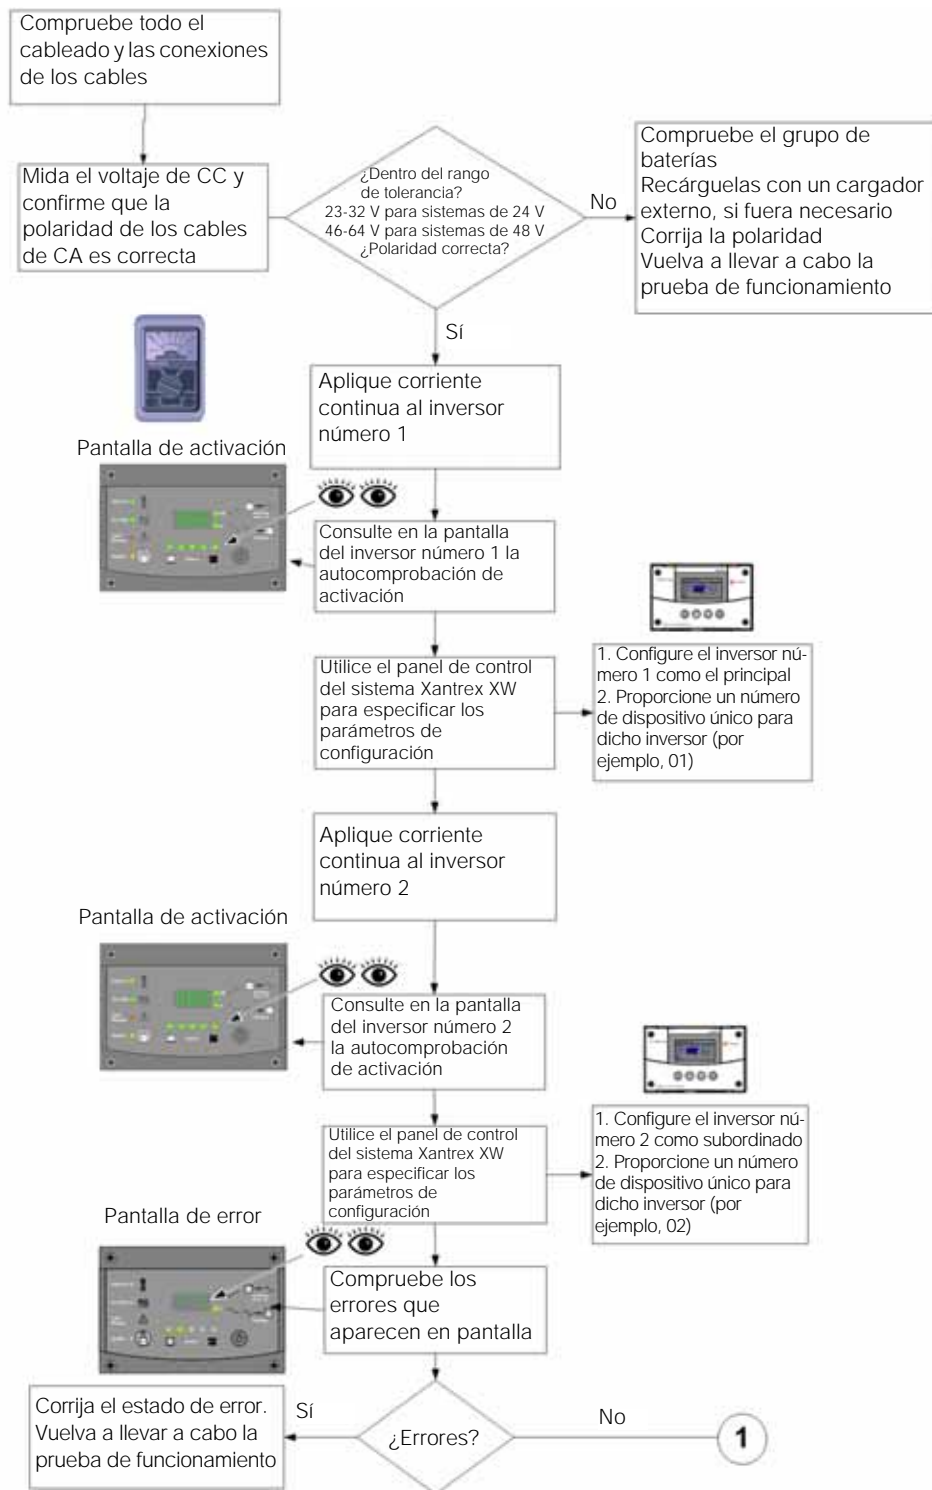 Compruebe todo el
cableado y las conexiones
de los cables
Mida el voltaje de CC y
confirme que la
polaridad de los cables
de CA es correcta
¿Dentro del rango
de tolerancia?
23-32 V para sistemas de 24 V
46-64 V para sistemas de 48 V
¿Polaridad correcta?
No
Compruebe el grupo de
baterías
Recárguelas con un cargador
externo, si fuera necesario
Corrija la polaridad
Vuelva a llevar a cabo la
prueba de funcionamiento
Sí
Aplique corriente
continua al inversor
número 1
Pantalla de activación
Consulte en la pantalla
del inversor número 1 la
autocomprobación de
activación
Utilice el panel de control
del sistema Xantrex XW
para especificar los
parámetros de
configuración
1. Configure el inversor nú-
mero 1 como el principal
2. Proporcione un número
de dispositivo único para
dicho inversor (por
ejemplo, 01)
Aplique corriente
continua al inversor
número 2
Pantalla de activación
Consulte en la pantalla
del inversor número 2
la autocomprobación
de activación
Utilice el panel de control
del sistema Xantrex XW
para especificar los
parámetros de
configuración
1. Configure el inversor nú-
mero 2 como subordinado
2. Proporcione un número
de dispositivo único para
dicho inversor (por
ejemplo, 02)
Pantalla de error
Compruebe los
errores que
aparecen en pantalla
¿Errores?
Sí
Corrija el estado de error.
Vuelva a llevar a cabo la
prueba de funcionamiento
No
1